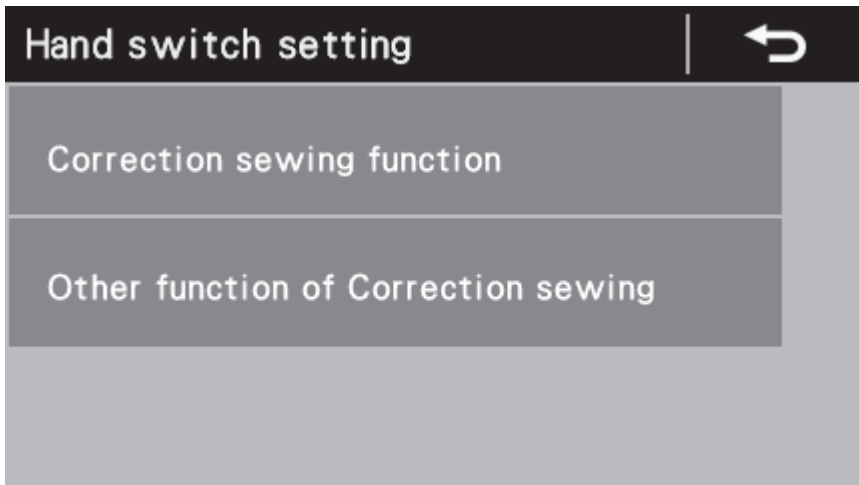 Hand switch setting
Correction sewing function
Other function of Correction sewing